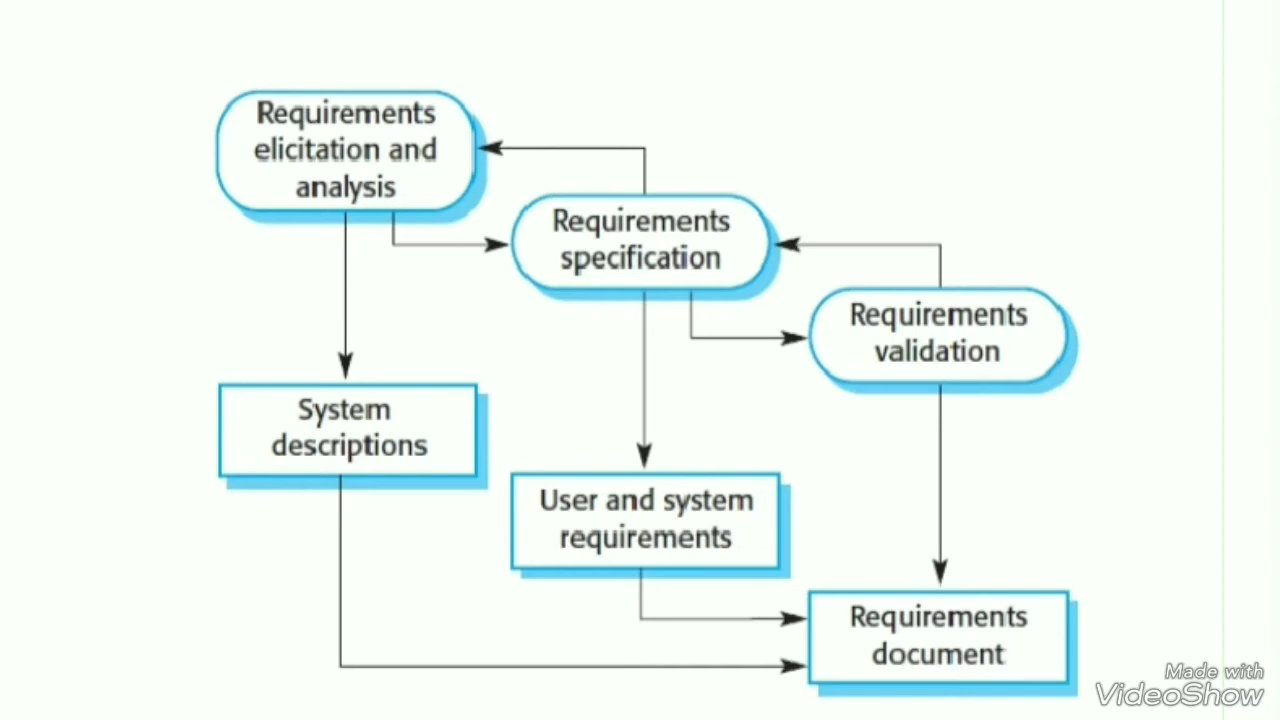 Requirements
elicitation and
analysis
Requirements
specification
Requirements
validation
System
descriptions
User and system
requirements
Requirements
document
Made with
VideoShow